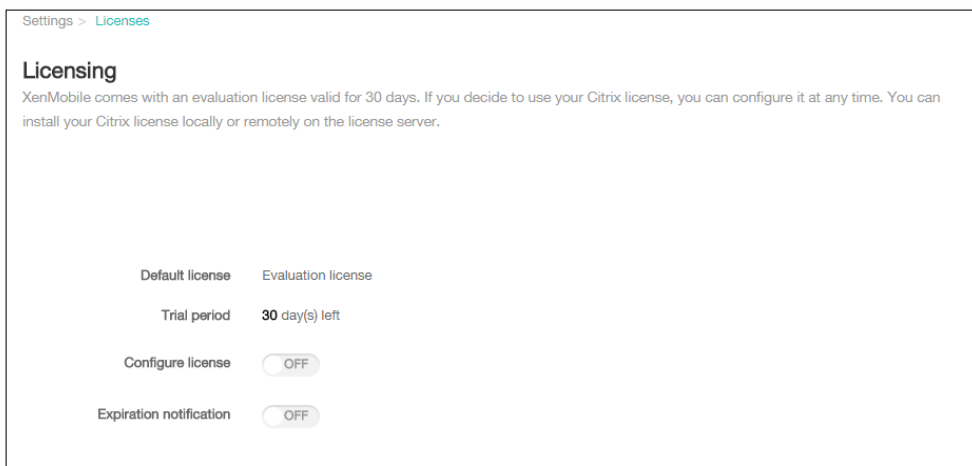 Settings > Licenses
Licensing
XenMobile comes with an evaluation license valid for 30 days. If you decide to use your Citrix license, you can configure it at any time. You can
install your Citrix license locally or remotely on the license server.
Default license Evaluation license
Trial period 30 day(s) left
Configure license OFF
Expiration notification OFF